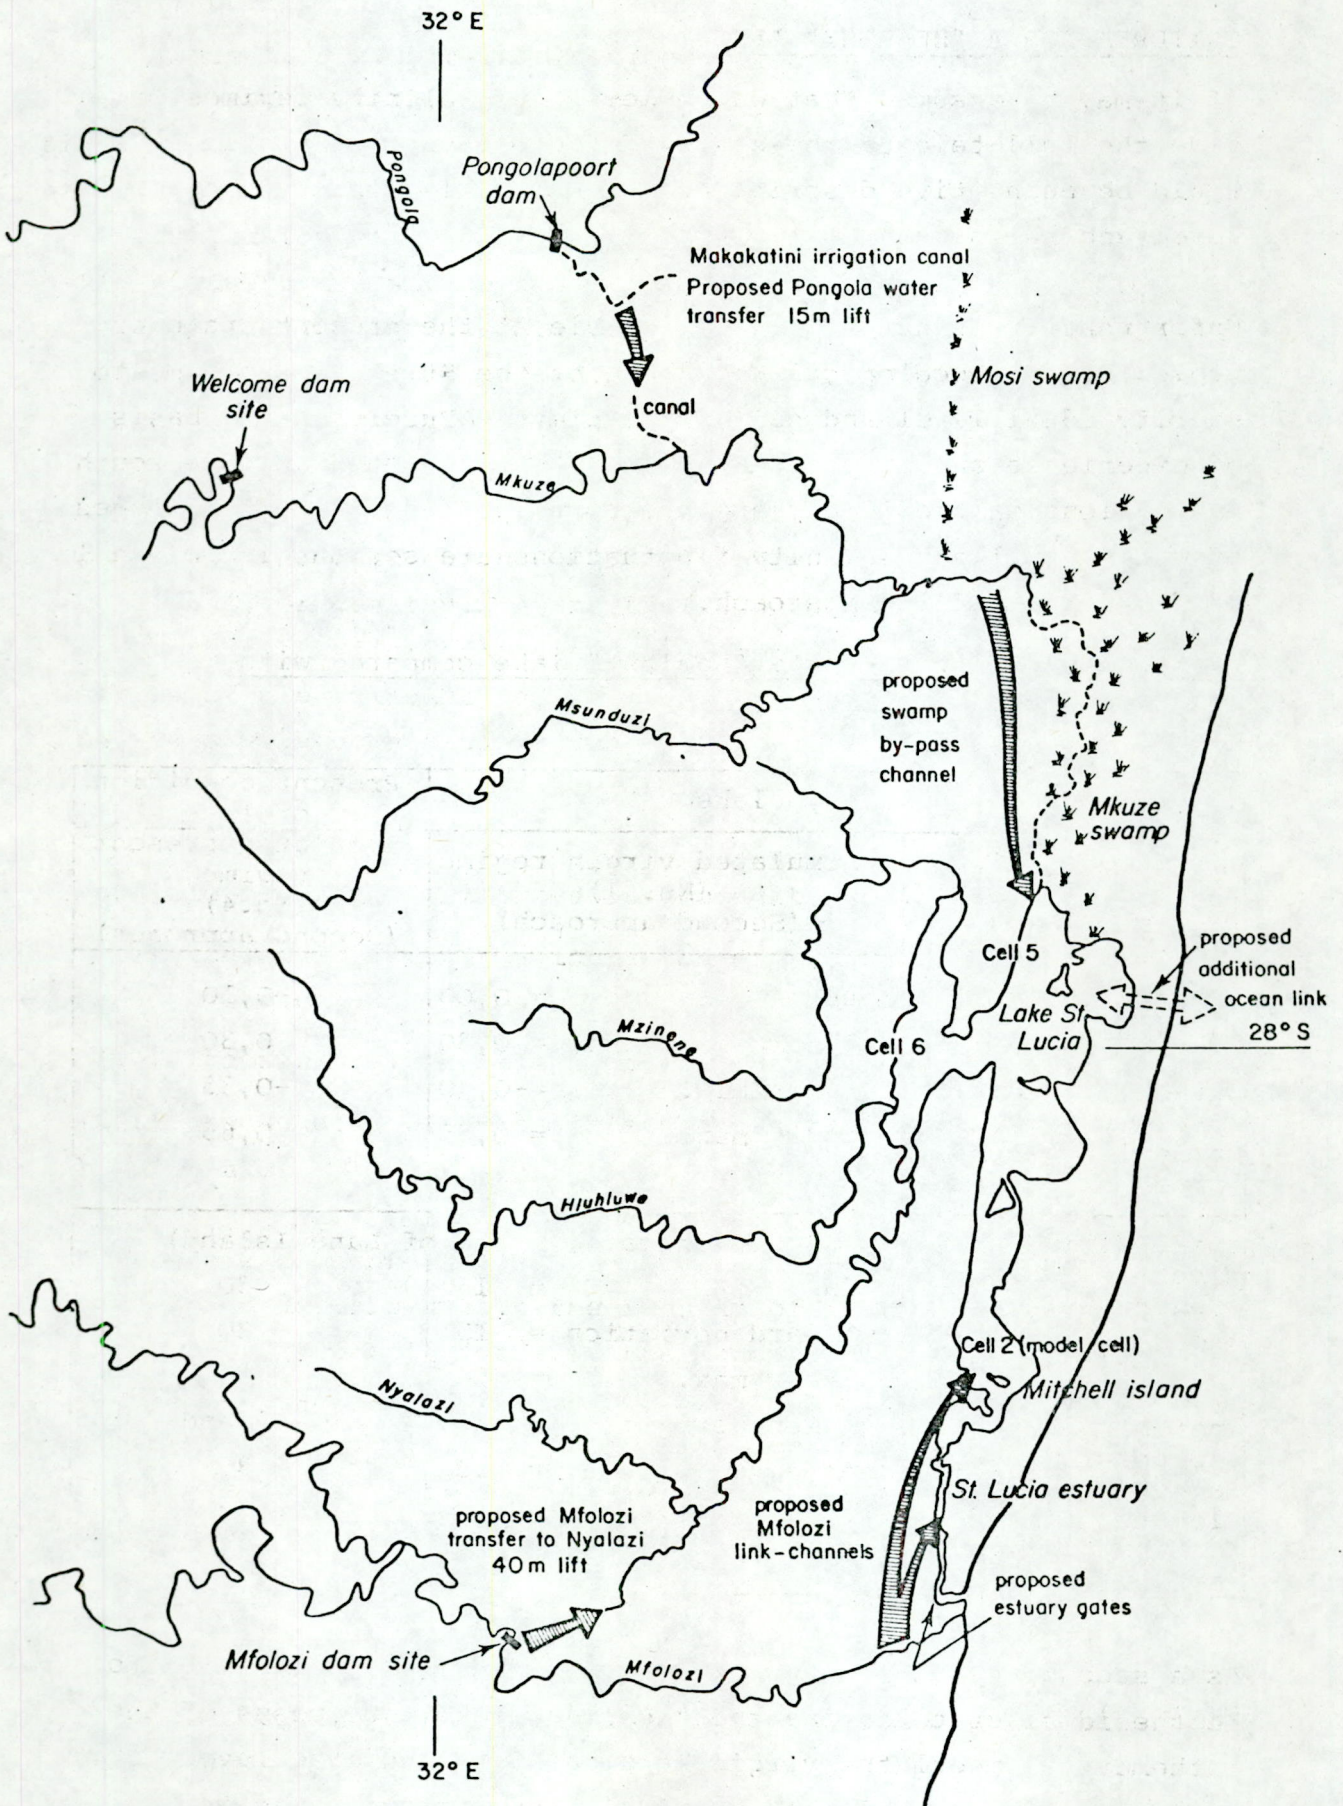 32° E
Pongola
Pongolapoort
dam
Makakatini irrigation canal
Proposed Pongola water
transfer 15m lift
Welcome dam
site
canal
Mosi swamp
Mkuze
proposed
swamp
by-pass
channel
Msunduzi
Mkuze
swamp
Cell 5
proposed
additional
ocean link
28° S
Lake St.
Lucia
Mzinene
Cell 6
Hluhluwe
Cell 2 (model cell)
Mitchell island
Nyalazi
St. Lucia estuary
proposed Mfolozi
transfer to Nyalazi
40m lift
proposed
Mfolozi
link-channels
proposed
estuary gates
Mfolozi dam site
Mfolozi
32° E